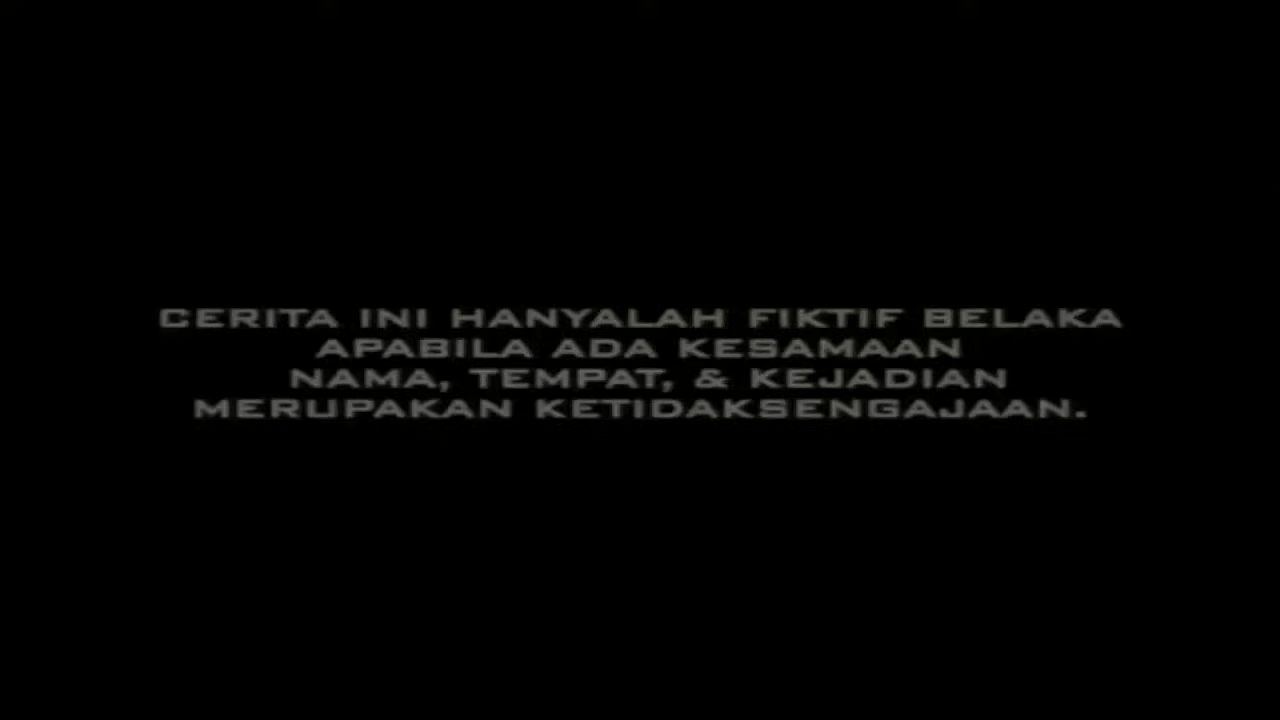 CERITA INI HANYALAH FIKTIF BELAKA
APABILA ADA KESAMAAN
NAMA, TEMPAT, & KEJADIAN
MERUPAKAN KETIDAKSENGAJAAN.